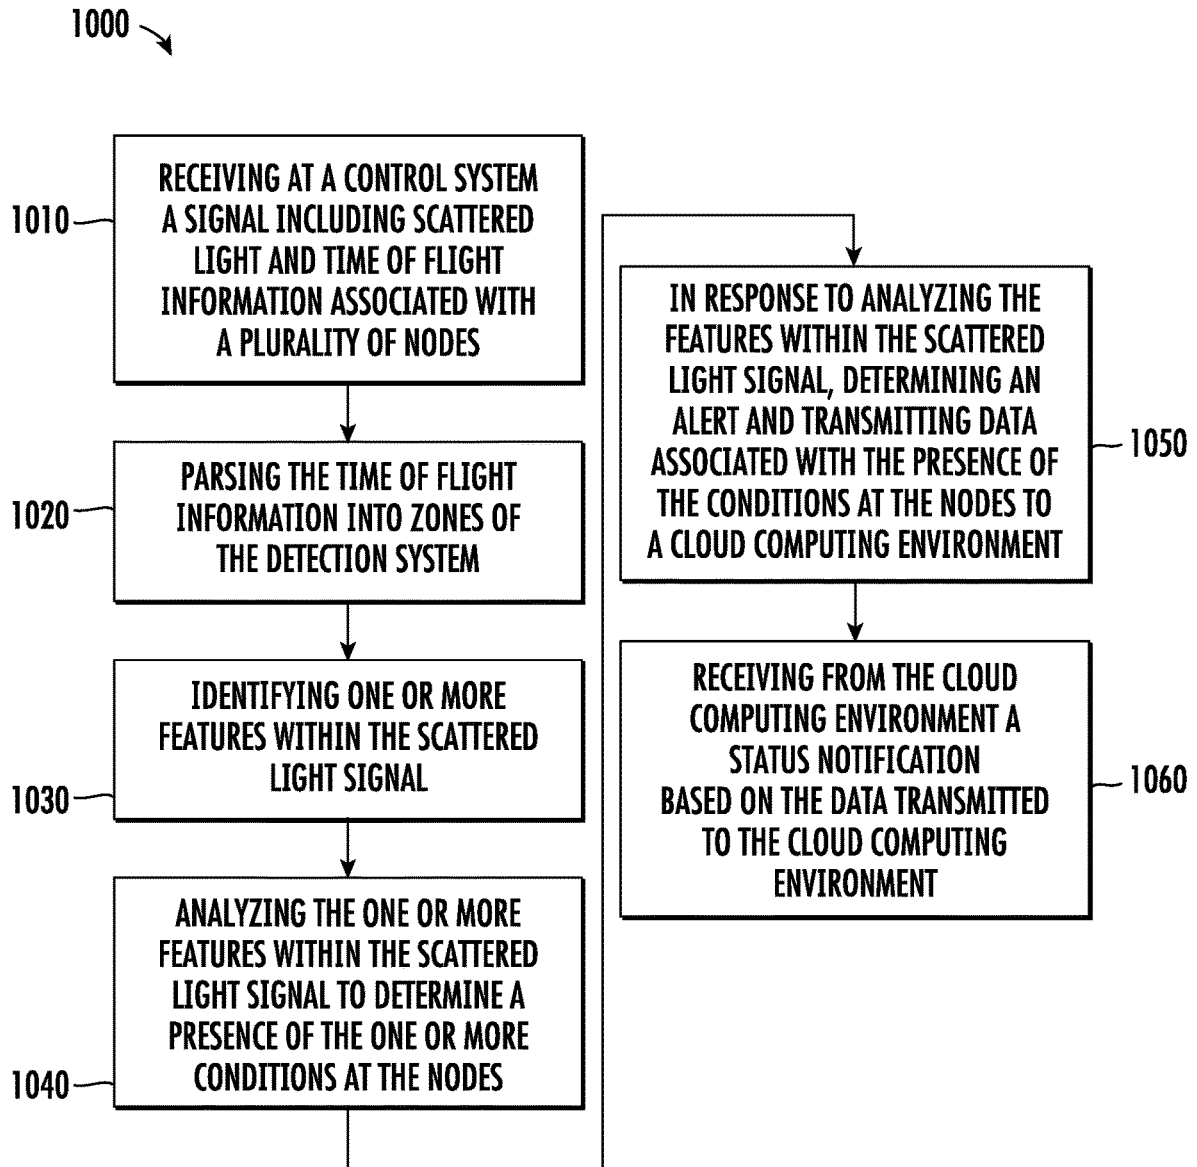 1000
1010
RECEIVING AT A CONTROL SYSTEM
A SIGNAL INCLUDING SCATTERED
LIGHT AND TIME OF FLIGHT
INFORMATION ASSOCIATED WITH
A PLURALITY OF NODES
1020
PARSING THE TIME OF FLIGHT
INFORMATION INTO ZONES OF
THE DETECTION SYSTEM
1030
IDENTIFYING ONE OR MORE
FEATURES WITHIN THE SCATTERED
LIGHT SIGNAL
1040
ANALYZING THE ONE OR MORE
FEATURES WITHIN THE SCATTERED
LIGHT SIGNAL TO DETERMINE A
PRESENCE OF THE ONE OR MORE
CONDITIONS AT THE NODES
IN RESPONSE TO ANALYZING THE
FEATURES WITHIN THE SCATTERED
LIGHT SIGNAL, DETERMINING AN
ALERT AND TRANSMITTING DATA
ASSOCIATED WITH THE PRESENCE OF
THE CONDITIONS AT THE NODES TO
A CLOUD COMPUTING ENVIRONMENT
1050
RECEIVING FROM THE CLOUD
COMPUTING ENVIRONMENT A
STATUS NOTIFICATION
BASED ON THE DATA TRANSMITTED
TO THE CLOUD COMPUTING
ENVIRONMENT
1060